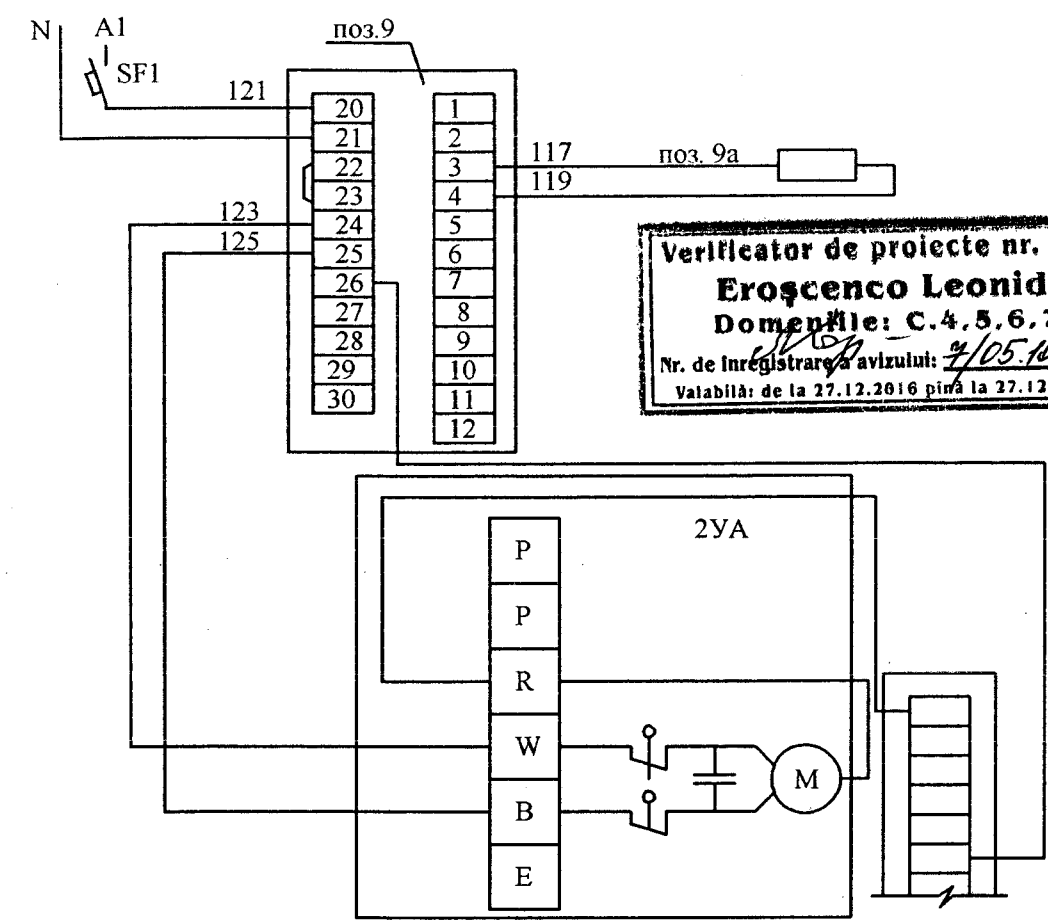 N A1
SF1
поз.9
121
20
21
22
23
24
25
26
27
28
29
30
1
2
3
4
5
6
7
8
9
10
11
12
117
поз. 9а
119
123
125
Verificator de proiecte nr.
Eroşcenco Leonid
Domeniile: C.4.5.6.7
Nr. de înregistrare a avizului:
Valabilă: de la 27.12.2016 pînă la 27.12
2УА
P
P
R
W
B
E
M